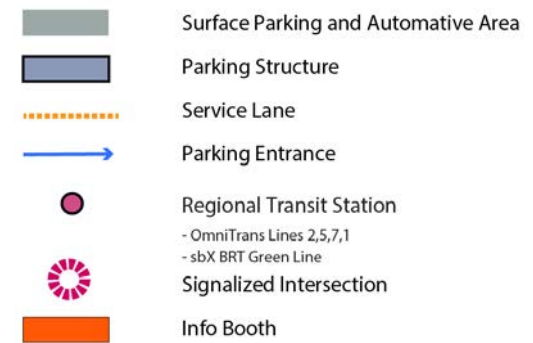 Surface Parking and Automative Area
Parking Structure
Service Lane
Parking Entrance
Regional Transit Station
- OmniTrans Lines 2,5,7,1
- sbX BRT Green Line
Signalized Intersection
Info Booth